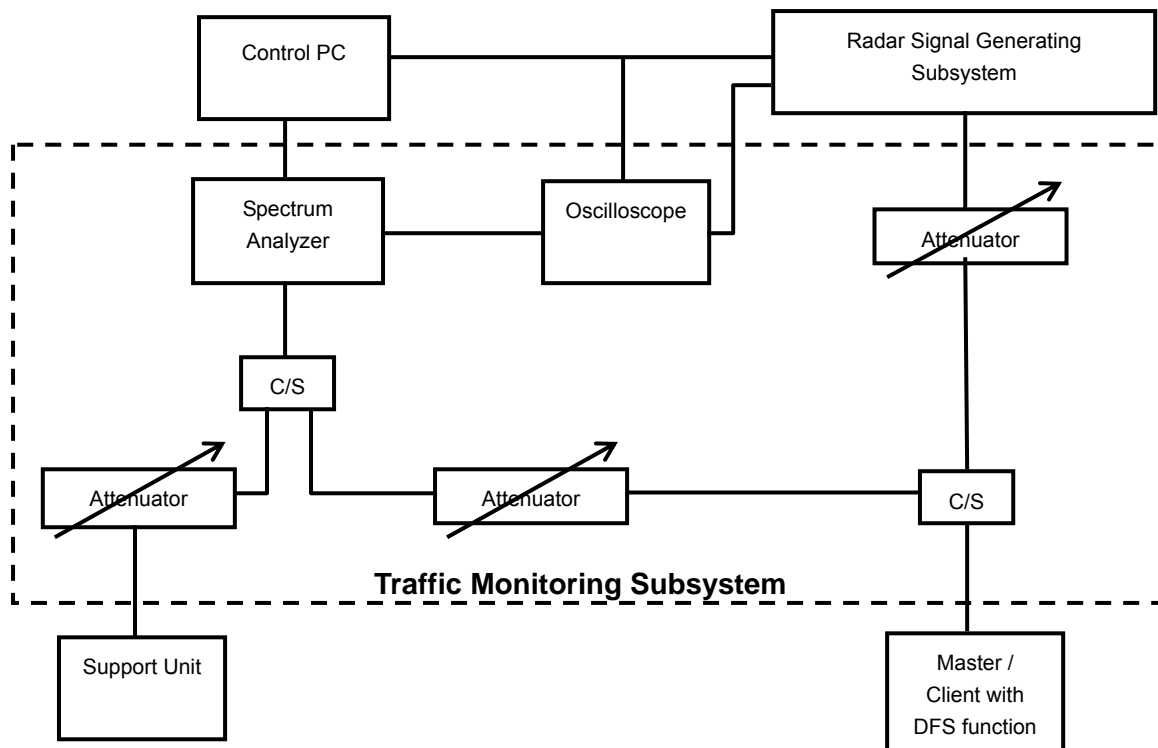 Control PC
Radar Signal Generating
Subsystem
Spectrum
Analyzer
Oscilloscope
Attenuator
C/S
Attenuator
Attenuator
C/S
Traffic Monitoring Subsystem
Support Unit
Master /
Client with
DFS function